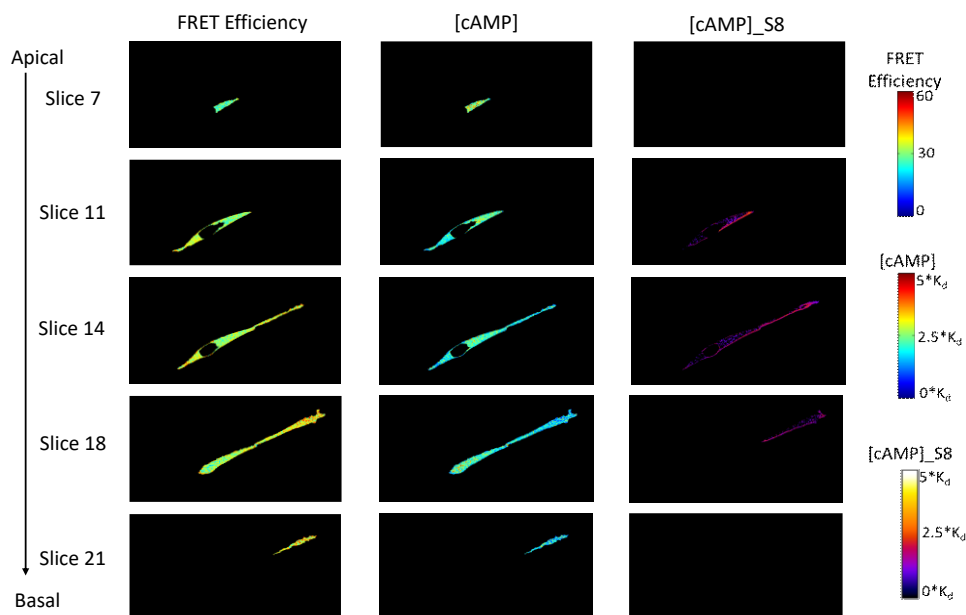 FRET Efficiency
[cAMP]
[cAMP]_S8
Apical
Slice 7
Slice 11
Slice 14
Slice 18
Slice 21
Basal
FRET
Efficiency
60
30
0
[cAMP]
5*Kd
2.5*Kd
0*Kd
[cAMP]_S8
5*Kd
2.5*Kd
0*Kd